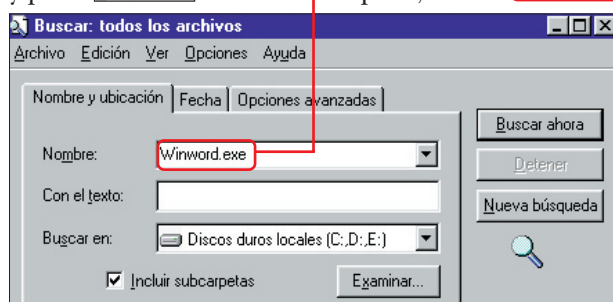 Buscar: todos los archivos
Archivo Edición Ver Opciones Ayuda
Nombre y ubicación Fecha Opciones avanzadas
Nombre: Winword.exe
Con el texto:
Buscar en: Discos duros locales (C:,D:,E:)
Incluir subcarpetas Examinar...
Buscar ahora
Detener
Nueva búsqueda